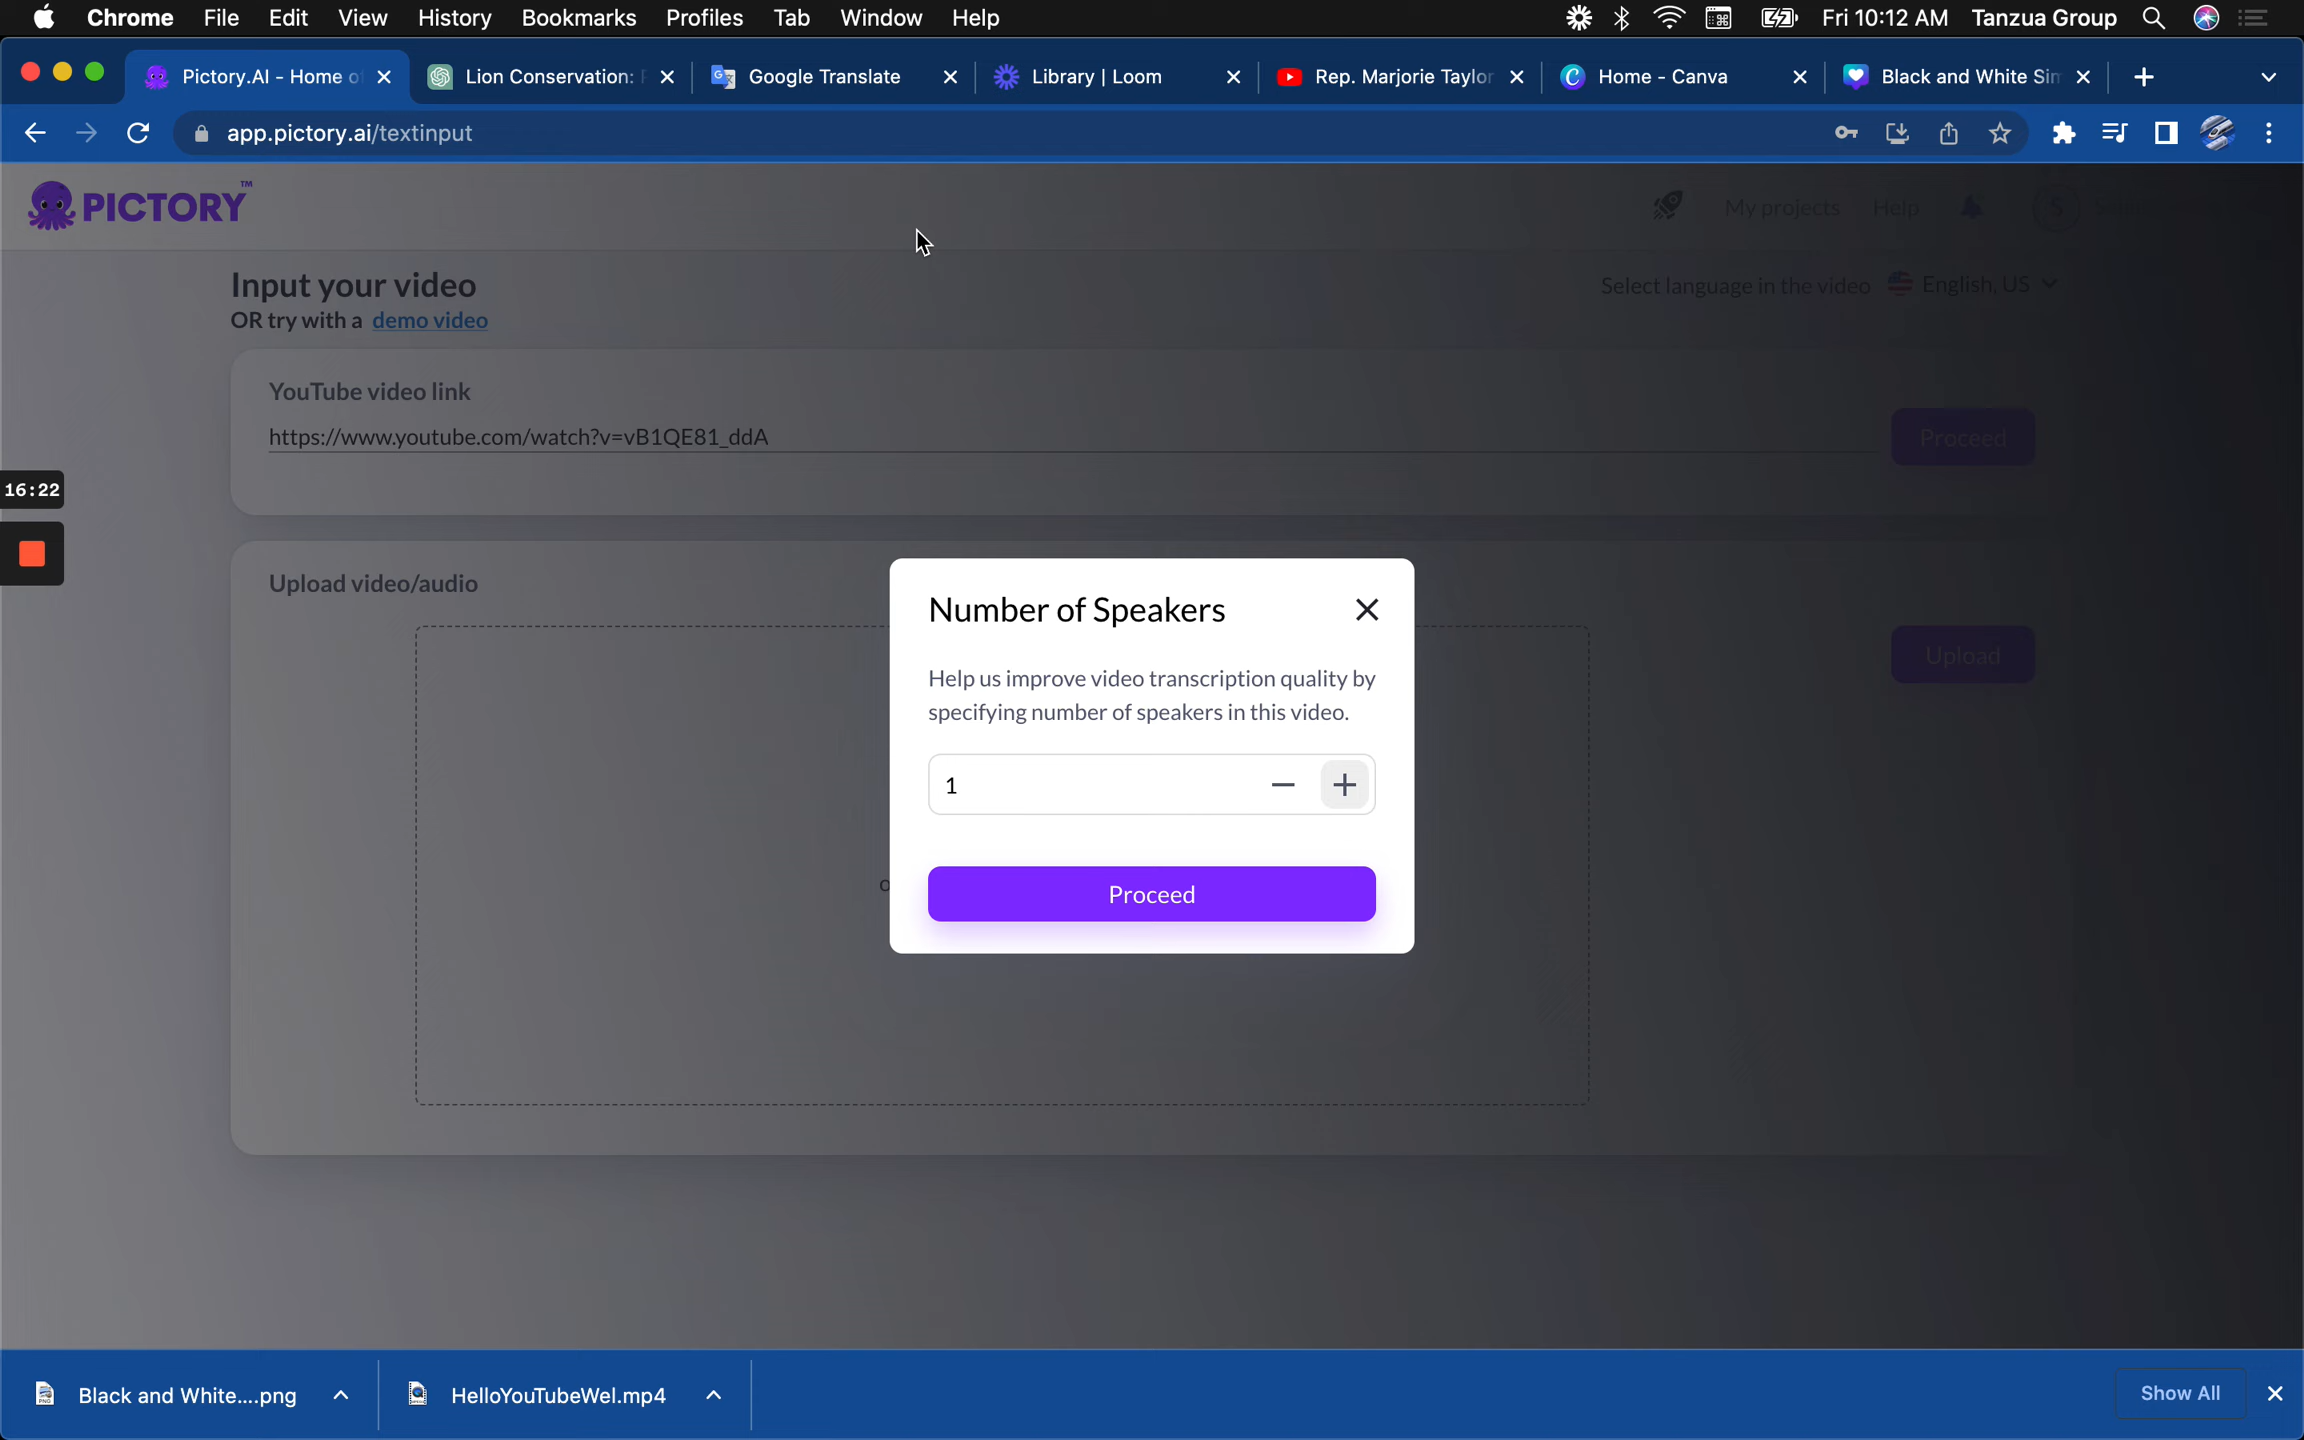 Chrome File Edit View History Bookmarks Profiles Tab Window Help Fri 10:12 AM Tanzua Group
Pictory.AI - Home of Lion Conservation: Google Translate Library | Loom Rep. Marjorie Taylor Home - Canva Black and White Sim
app.pictory.ai/textinput
PICTORY™ My projects Help S
Input your video Select language in the video English, US
OR try with a demo video
YouTube video link
https://www.youtube.com/watch?v=vB1QE81_ddA Proceed
16:22
Upload video/audio
Upload
Number of Speakers
Help us improve video transcription quality by
specifying number of speakers in this video.
1
Proceed
Black and White....png HelloYouTubeWel.mp4 Show All